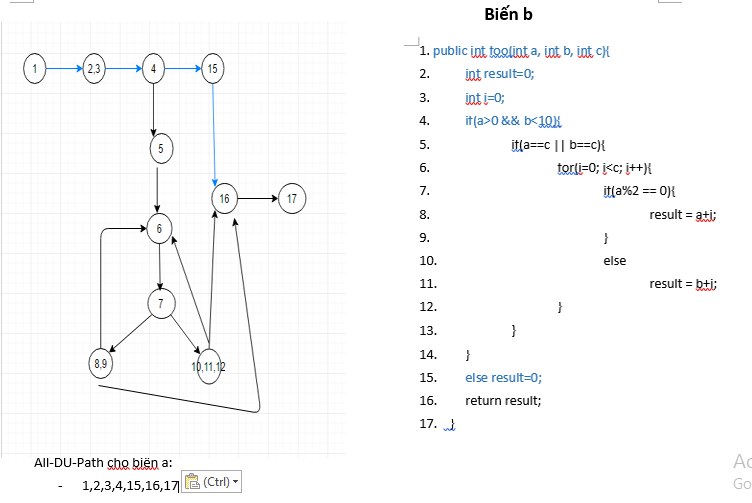 Biến b
1
2,3
4
15
5
16
17
6
7
8,9
10,11,12
1. public int foo(int a, int b, int c){
2. int result=0;
3. int i=0;
4. if(a>0 && b<10){
5. if(a==c || b==c){
6. for(i=0; i<c; i++){
7. if(a%2 == 0){
8. result = a+i;
9. }
10. else
11. result = b+i;
12. }
13. }
14. }
15. else result=0;
16. return result;
17. }
All-DU-Path cho biến a:
- 1,2,3,4,15,16,17
(Ctrl)
Ac
Go